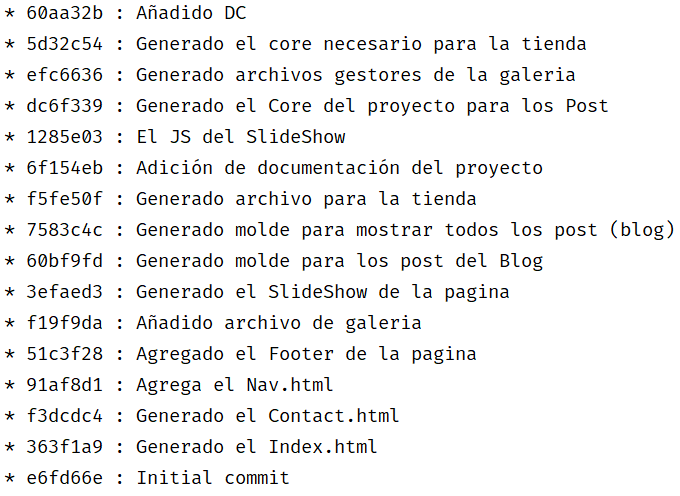 * 60aa32b : Añadido DC
* 5d32c54 : Generado el core necesario para la tienda
* efc6636 : Generado archivos gestores de la galeria
* dc6f339 : Generado el Core del proyecto para los Post
* 1285e03 : El JS del SlideShow
* 6f154eb : Adición de documentación del proyecto
* f5fe50f : Generado archivo para la tienda
* 7583c4c : Generado molde para mostrar todos los post (blog)
* 60bf9fd : Generado molde para los post del Blog
* 3efaed3 : Generado el SlideShow de la pagina
* f19f9da : Añadido archivo de galeria
* 51c3f28 : Agregado el Footer de la pagina
* 91af8d1 : Agrega el Nav.html
* f3dcdc4 : Generado el Contact.html
* 363f1a9 : Generado el Index.html
* e6fd66e : Initial commit